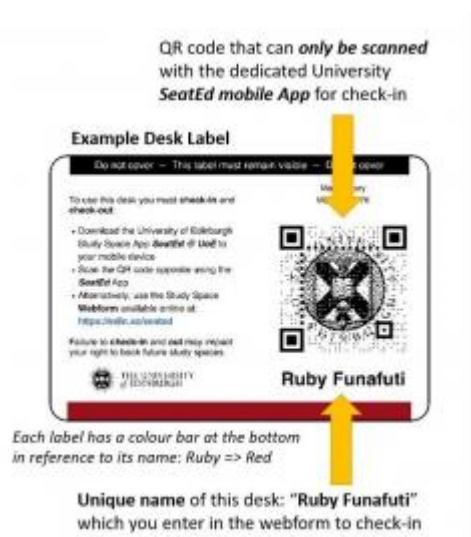 QR code that can only be scanned
with the dedicated University
SeatEd mobile App for check-in
Example Desk Label
Do not cover — This label must remain visible — Do not cover
To use this desk you must check-in and
check-out:
• Download the University of Edinburgh
Study Space App SeatEd @ UoE to
your mobile device
• Scan the QR code opposite using the
SeatEd App
• Alternatively, use the Study Space
Webform available online at:
Failure to check-in and out may impact
your right to book future study spaces.
THE UNIVERSITY
of EDINBURGH
Ruby Funafuti
Each label has a colour bar at the bottom
in reference to its name: Ruby => Red
Unique name of this desk: "Ruby Funafuti"
which you enter in the webform to check-in